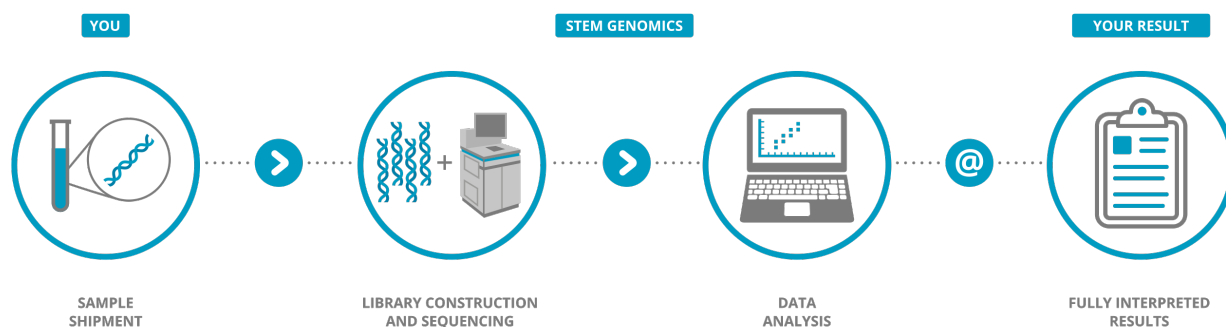 YOU
STEM GENOMICS
YOUR RESULT
+
@
SAMPLE
SHIPMENT
LIBRARY CONSTRUCTION
AND SEQUENCING
DATA
ANALYSIS
FULLY INTERPRETED
RESULTS